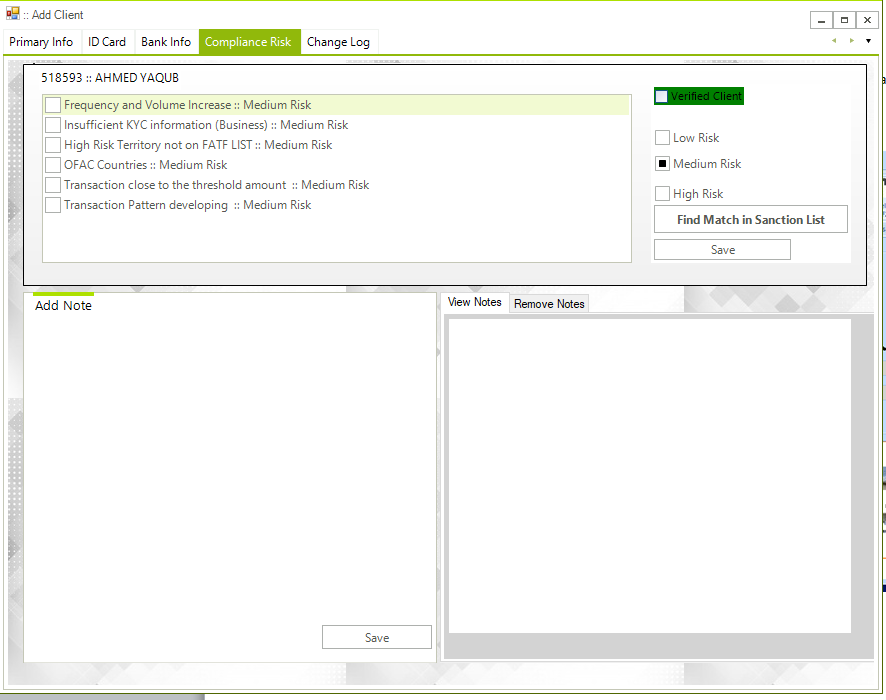 :: Add Client
Primary Info
ID Card
Bank Info
Compliance Risk
Change Log
518593 :: AHMED YAQUB
Frequency and Volume Increase :: Medium Risk
Insufficient KYC information (Business) :: Medium Risk
High Risk Territory not on FATF LIST :: Medium Risk
OFAC Countries :: Medium Risk
Transaction close to the threshold amount  :: Medium Risk
Transaction Pattern developing  :: Medium Risk
Verified Client
Low Risk
Medium Risk
High Risk
Find Match in Sanction List
Save
Add Note
Save
View Notes
Remove Notes